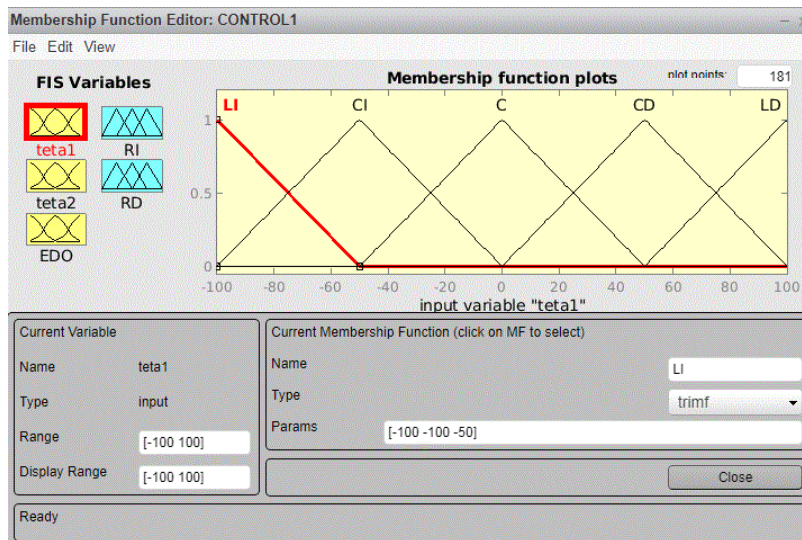 Membership Function Editor: CONTROL1
File Edit View
FIS Variables
teta1
RI
teta2
RD
EDO
Membership function plots
plot points:
181
LI
CI
C
CD
LD
1
0.5
0
-100
-80
-60
-40
-20
0
20
40
60
80
100
input variable "teta1"
Current Variable
Name
teta1
Type
input
Range
[-100 100]
Display Range
[-100 100]
Current Membership Function (click on MF to select)
Name
LI
Type
trimf
Params
[-100 -100 -50]
Close
Ready